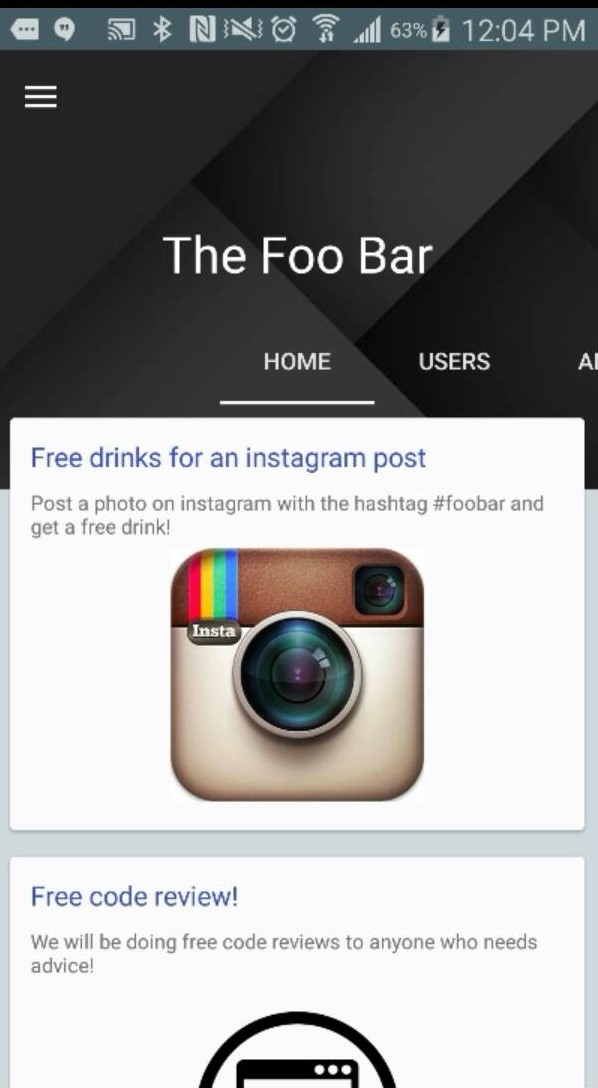 63% 12:04 PM
The Foo Bar
HOME USERS
Free drinks for an instagram post
Post a photo on instagram with the hashtag #foobar and
get a free drink!
Insta
Free code review!
We will be doing free code reviews to anyone who needs
advice!